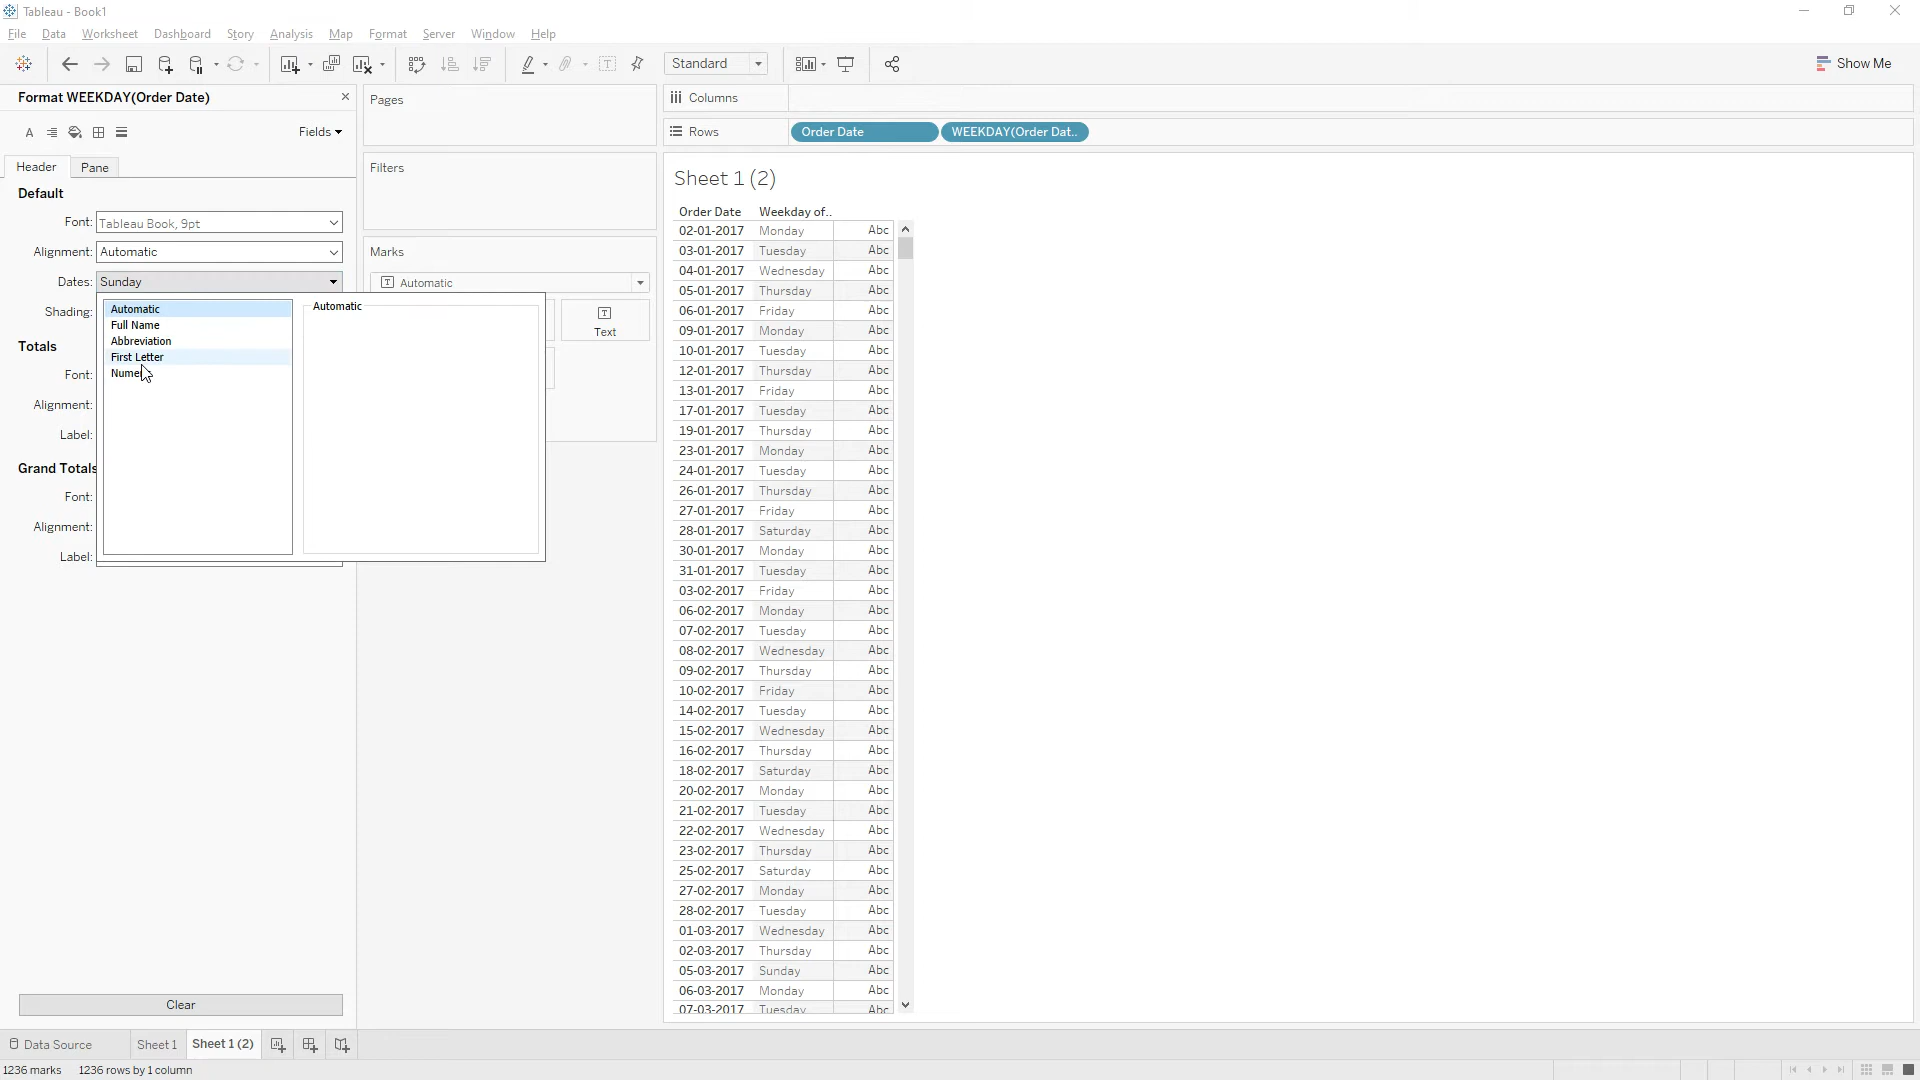 Tableau - Book1
File Data Worksheet Dashboard Story Analysis Map Format Server Window Help
Standard
Show Me
Format WEEKDAY(Order Date)
Fields
Header Pane
Default
Font: Tableau Book, 9pt
Alignment: Automatic
Dates: Sunday
Shading:
Totals
Font:
Alignment:
Label:
Grand Totals
Font:
Alignment:
Label:
Automatic
Full Name
Abbreviation
First Letter
Automatic
Clear
Pages
Filters
Marks
Automatic
Text
Columns
Rows Order Date WEEKDAY(Order Dat..
Sheet 1 (2)
Order Date Weekday of..
02-01-2017 Monday Abc
03-01-2017 Tuesday Abc
04-01-2017 Wednesday Abc
05-01-2017 Thursday Abc
06-01-2017 Friday Abc
09-01-2017 Monday Abc
10-01-2017 Tuesday Abc
12-01-2017 Thursday Abc
13-01-2017 Friday Abc
17-01-2017 Tuesday Abc
19-01-2017 Thursday Abc
23-01-2017 Monday Abc
24-01-2017 Tuesday Abc
26-01-2017 Thursday Abc
27-01-2017 Friday Abc
28-01-2017 Saturday Abc
30-01-2017 Monday Abc
31-01-2017 Tuesday Abc
03-02-2017 Friday Abc
06-02-2017 Monday Abc
07-02-2017 Tuesday Abc
08-02-2017 Wednesday Abc
09-02-2017 Thursday Abc
10-02-2017 Friday Abc
14-02-2017 Tuesday Abc
15-02-2017 Wednesday Abc
16-02-2017 Thursday Abc
18-02-2017 Saturday Abc
20-02-2017 Monday Abc
21-02-2017 Tuesday Abc
22-02-2017 Wednesday Abc
23-02-2017 Thursday Abc
25-02-2017 Saturday Abc
27-02-2017 Monday Abc
28-02-2017 Tuesday Abc
01-03-2017 Wednesday Abc
02-03-2017 Thursday Abc
05-03-2017 Sunday Abc
06-03-2017 Monday Abc
07-03-2017 Tuesday Abc
Data Source Sheet 1 Sheet 1 (2)
1236 marks 1236 rows by 1 column